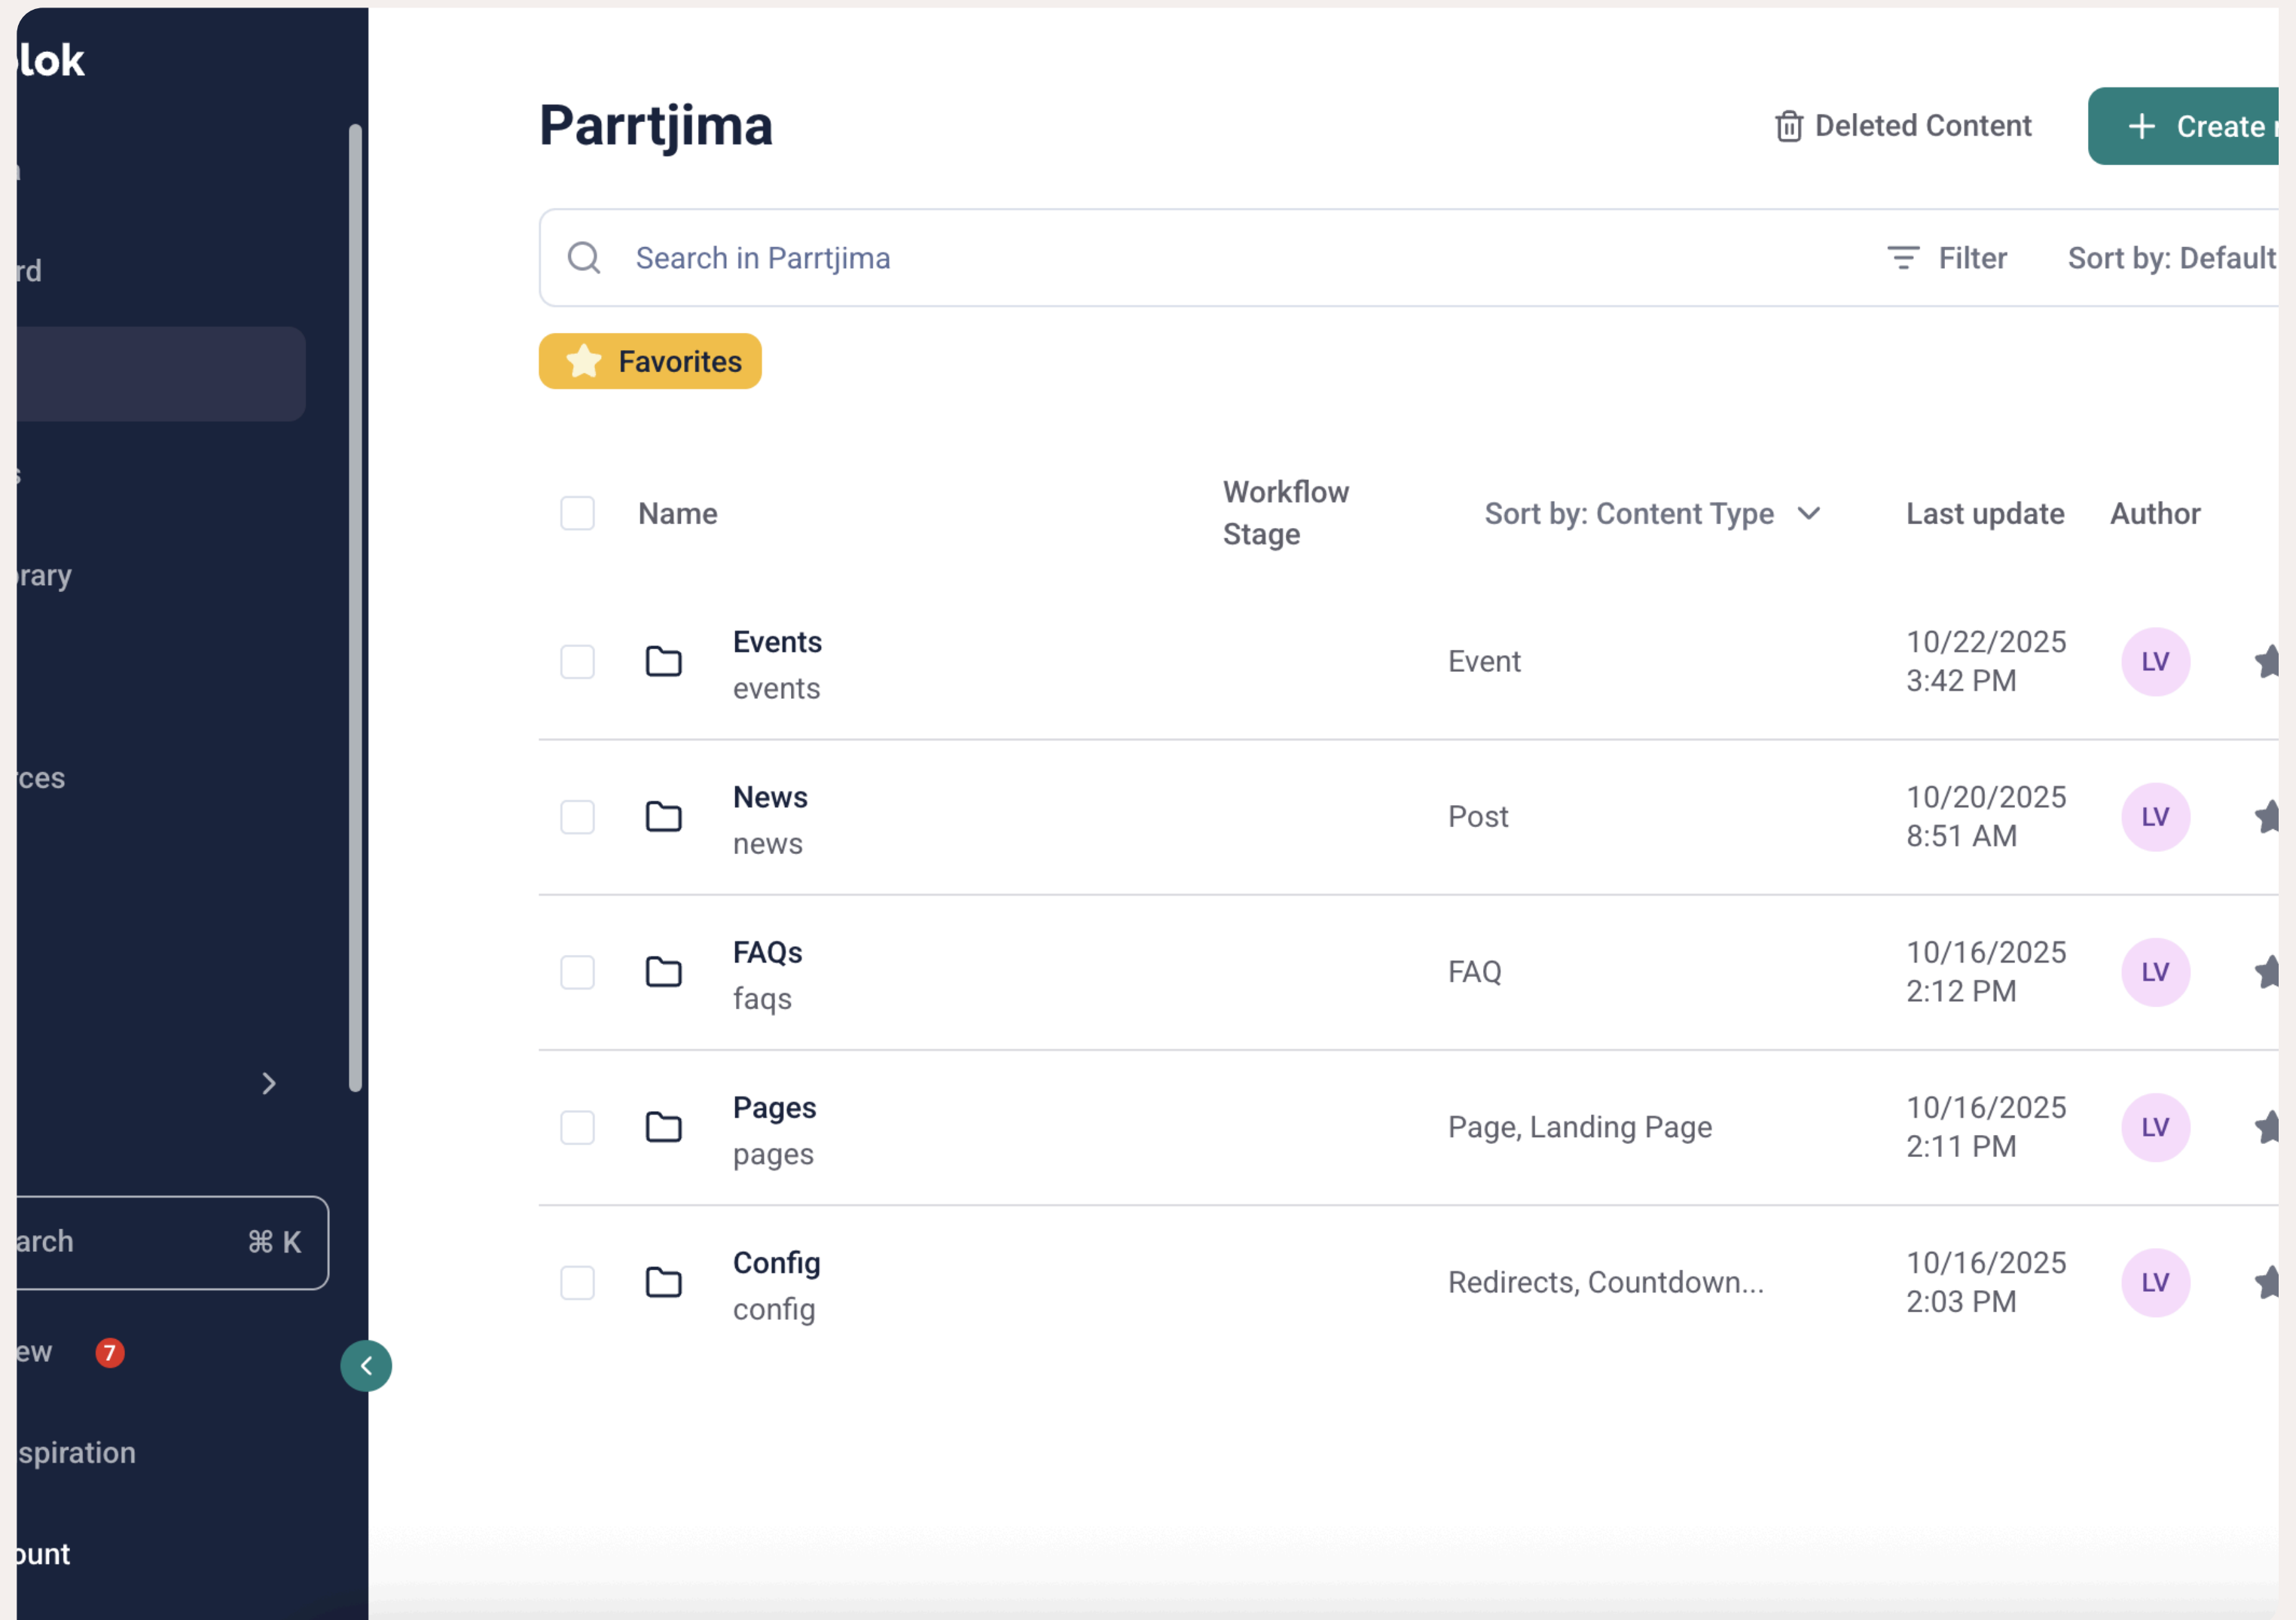 lok
rd
s
rary
rces
arch
⌘ K
ew
7
spiration
ount
Parrtjima
Deleted Content
+ Create
Search in Parrtjima
Filter
Sort by: Default
Favorites
Name
Workflow
Stage
Sort by: Content Type
Last update
Author
Events
events
Event
10/22/2025
3:42 PM
LV
News
news
Post
10/20/2025
8:51 AM
LV
FAQs
faqs
FAQ
10/16/2025
2:12 PM
LV
Pages
pages
Page, Landing Page
10/16/2025
2:11 PM
LV
Config
config
Redirects, Countdown...
10/16/2025
2:03 PM
LV